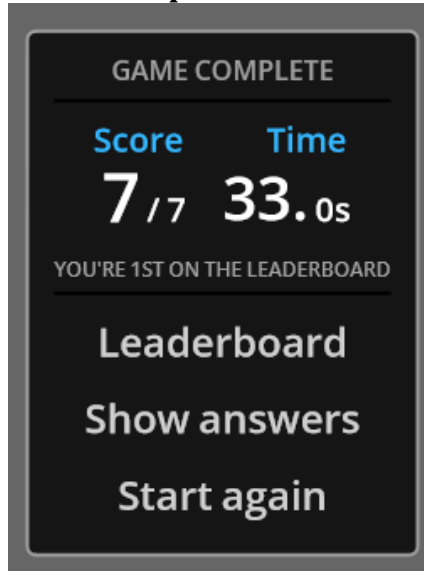 GAME COMPLETE
Score Time
7 / 7 33. 0s
YOU'RE 1ST ON THE LEADERBOARD
Leaderboard
Show answers
Start again